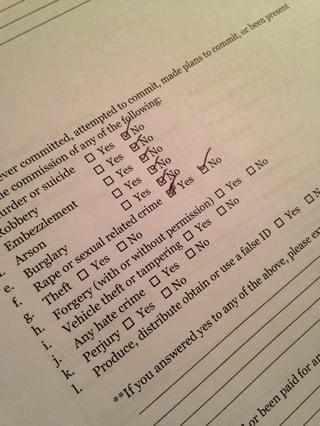 ever committed, attempted to commit, made plans to commit, or been present
e commission of any of the following.
urder or suicide □ Yes ☑ No
Robbery □ Yes ☑ No
Embezzlement □ Yes ☑ No
. Arson □ Yes ☑ No
e. Burglary □ Yes ☑ No
f. Rape or sexual related crime ☑ Yes ☑ No
g. Theft □ Yes □ No
h. Forgery (with or without permission) □ Yes □ No
i. Vehicle theft or tampering □ Yes □ No
j. Any hate crime □ Yes □ No
k. Perjury □ Yes □ No
l. Produce, distribute obtain or use a false ID □ Yes □ N
**If you answered yes to any of the above, please ex
or been paid for an